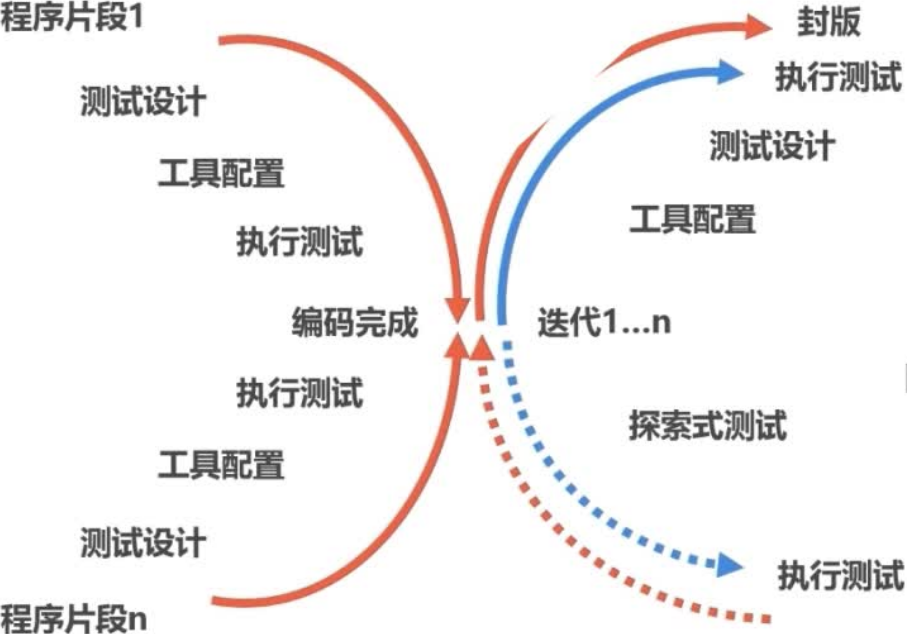 程序片段1
测试设计
工具配置
执行测试
编码完成
执行测试
工具配置
测试设计
程序片段n
封版
执行测试
测试设计
工具配置
迭代1...n
探索式测试
执行测试